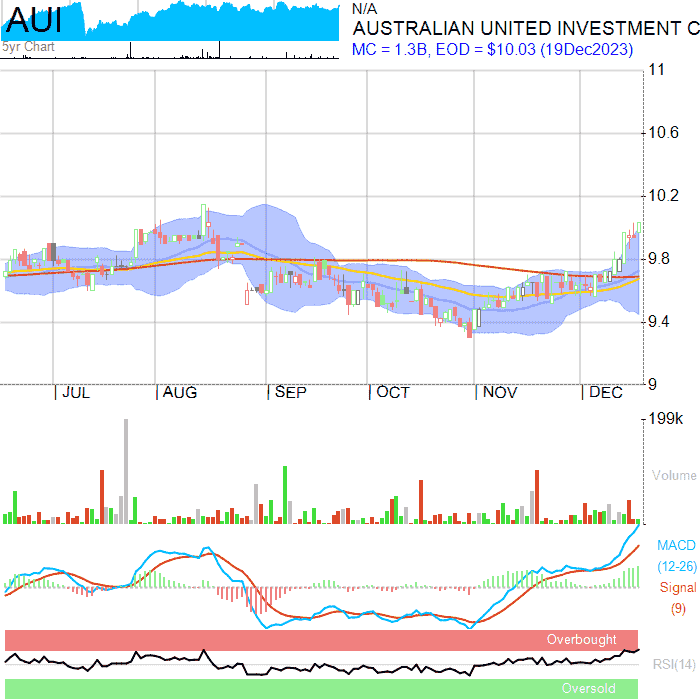 AUI
5yr Chart
N/A
AUSTRALIAN UNITED INVESTMENT C
MC = 1.3B, EOD = $10.03 (19Dec2023)
11
10.6
10.2
9.8
9.4
9
JUL AUG SEP OCT NOV DEC
199k
Volume
MACD
(12-26)
Signal
(9)
Overbought
RSI(14)
Oversold